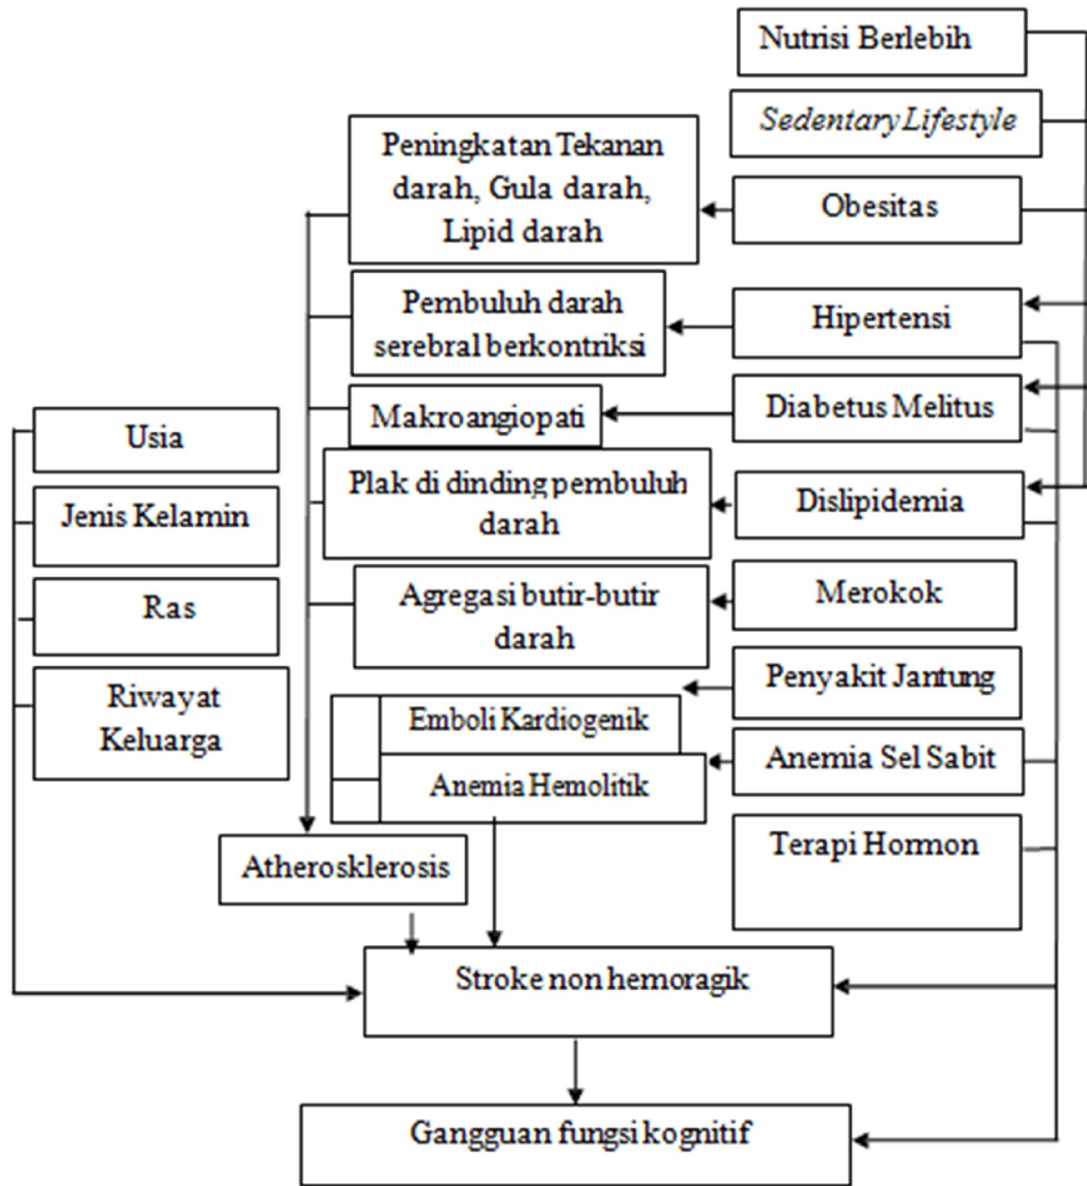 Nutrisi Berlebih
Sedentary Lifestyle
Peningkatan Tekanan
darah, Gula darah,
Lipid darah
Obesitas
Pembuluh darah
serebral berkontriksi
Hipertensi
Makroangiopati
Diabetus Melitus
Usia
Plak di dinding pembuluh
darah
Dislipidemia
Jenis Kelamin
Agregasi butir-butir
darah
Merokok
Ras
Riwayat
Keluarga
Emboli Kardiogenik
Penyakit Jantung
Anemia Hemolitik
Anemia Sel Sabit
Terapi Hormon
Atherosklerosis
Stroke non hemoragik
Gangguan fungsi kognitif